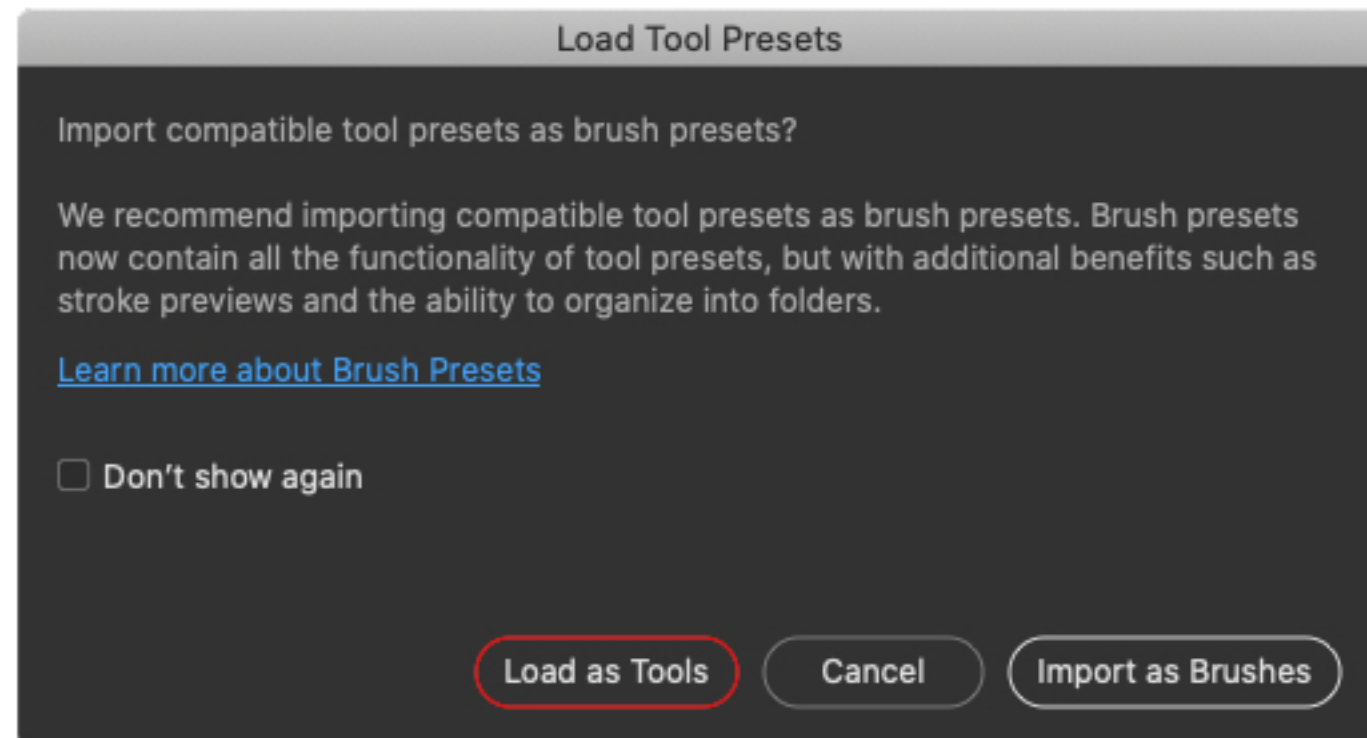 Load Tool Presets
Import compatible tool presets as brush presets?
We recommend importing compatible tool presets as brush presets. Brush presets
now contain all the functionality of tool presets, but with additional benefits such as
stroke previews and the ability to organize into folders.
Learn more about Brush Presets
Don't show again
Load as Tools
Cancel
Import as Brushes